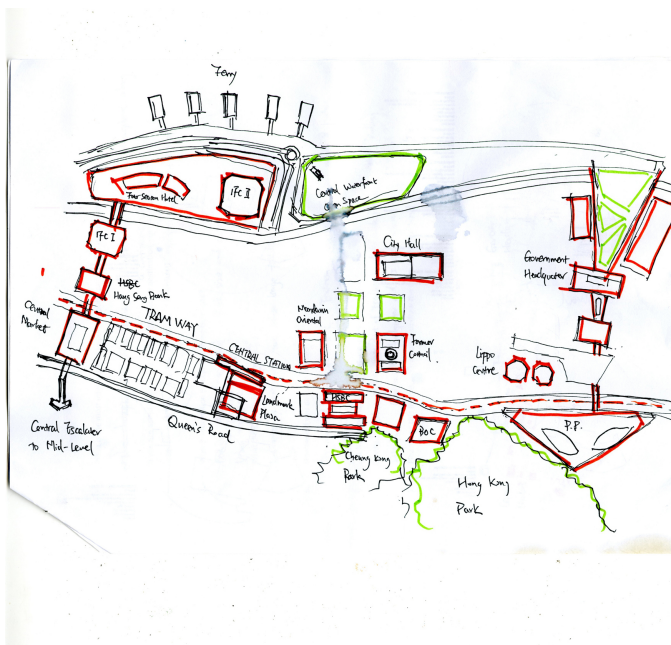 Ferry
Four Season Hotel
IFC II
Central Waterfront
Open Space
IFC I
City Hall
Government
Headquater
HSBC
Hang Seng Bank
Central
Market
TRAM WAY
Mandarin
Oriental
Former
CENTRAL STATION
Lippo
Centre
Landmark
Plaza
HSBC
Queen's Road
BOC
P.P.
Central Escalator
to Mid-Level
Cheung Kong
Park
Hong Kong
Park